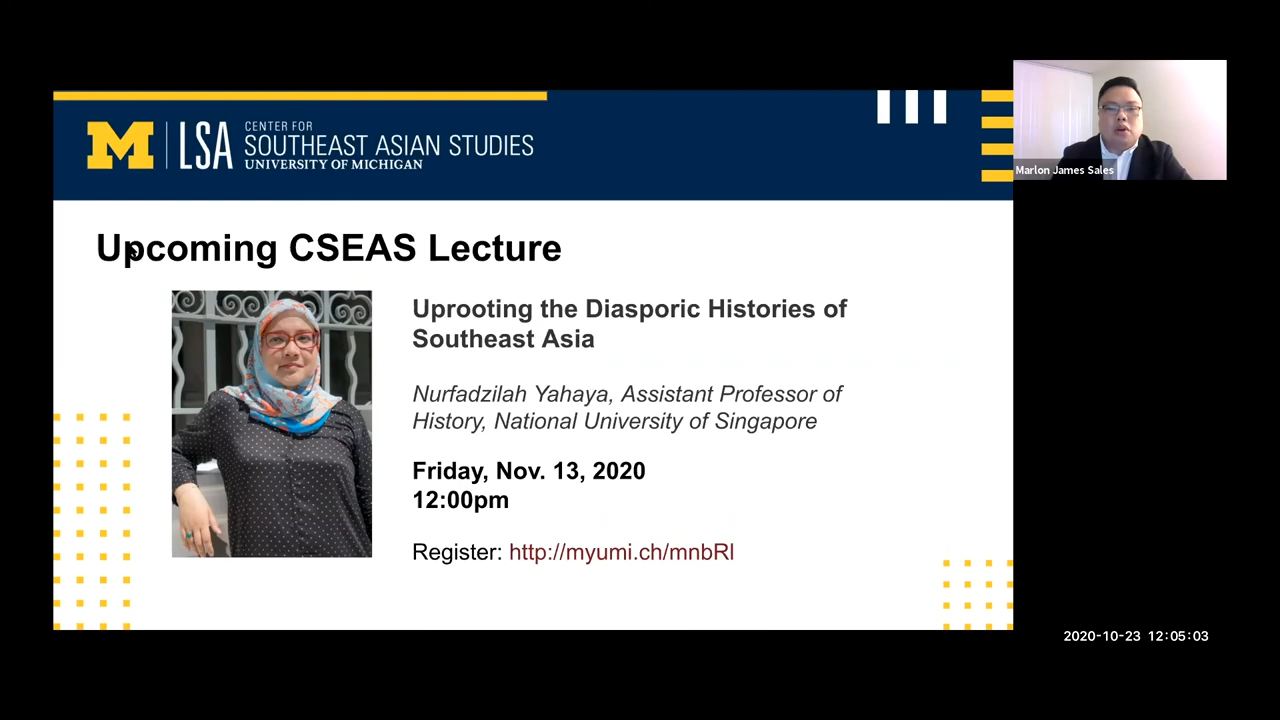 M LSA CENTER FOR
SOUTHEAST ASIAN STUDIES
UNIVERSITY OF MICHIGAN
Marlon James Sales
Upcoming CSEAS Lecture
Uprooting the Diasporic Histories of
Southeast Asia
Nurfadzilah Yahaya, Assistant Professor of
History, National University of Singapore
Friday, Nov. 13, 2020
12:00pm
Register: http://myumi.ch/mnbRl
2020-10-23 12:05:03